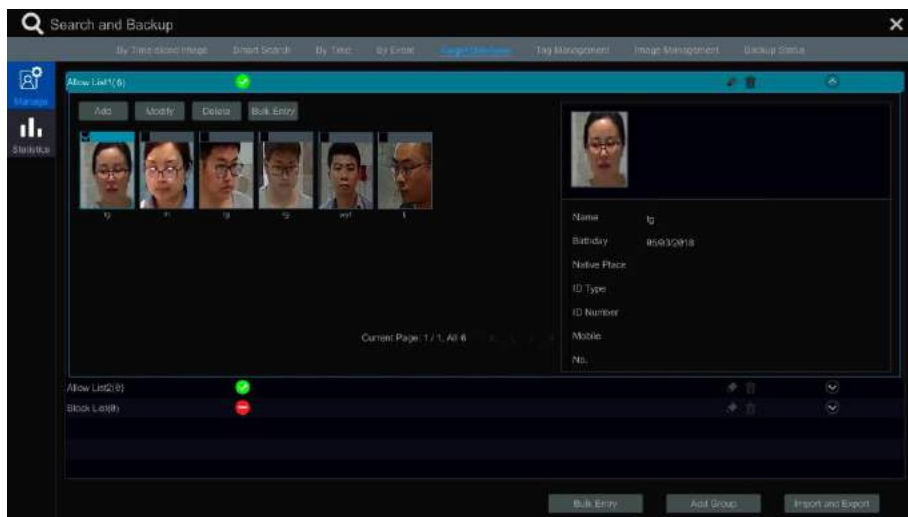 Search and Backup
By Time-sliced Image Smart Search By Time By Event Target Database Tag Management Image Management Backup Status
Manage
Statistics
Allow List1(6)
Add Modify Delete Bulk Entry
Name tg
Birthday 05/03/2018
Native Place
ID Type
ID Number
Mobile
No.
Current Page: 1 / 1, All 6
Allow List2(0)
Block List(0)
Bulk Entry Add Group Import and Export